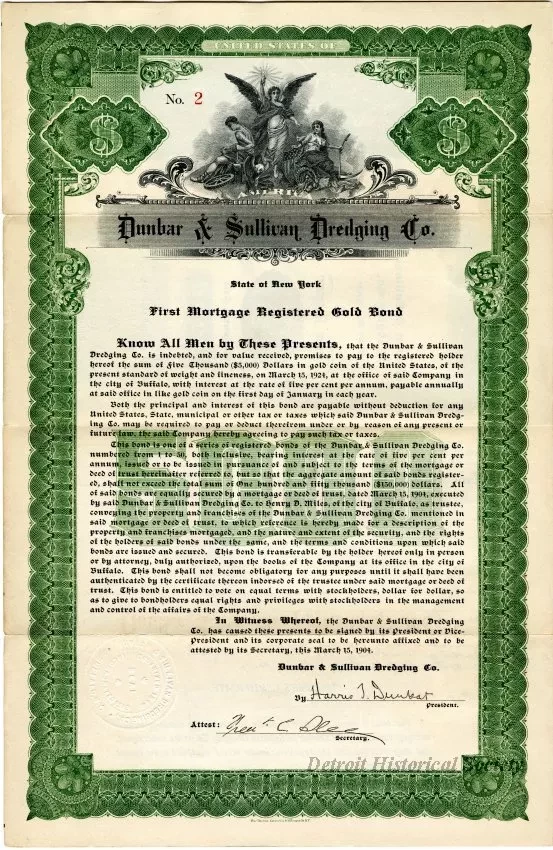 UNITED STATES OF
No. 2
$ $
AMERICA
Dunbar & Sullivan Dredging Co.
State of New York
First Mortgage Registered Gold Bond
Know All Men by These Presents, that the Dunbar & Sullivan
Dredging Co. is indebted, and for value received, promises to pay to the registered holder
hereof the sum of Five Thousand ($5,000) Dollars in gold coin of the United States, of the
present standard of weight and fineness, on March 15, 1924, at the office of said Company in
the city of Buffalo, with interest at the rate of five per cent per annum, payable annually
at said office in like gold coin on the first day of January in each year.
Both the principal and interest of this bond are payable without deduction for any
United States, State, municipal or other tax or taxes which said Dunbar & Sullivan Dredg-
ing Co. may be required to pay or deduct therefrom under or by reason of any present or
future law, the said Company hereby agreeing to pay such tax or taxes.
This bond is one of a series of registered bonds of the Dunbar & Sullivan Dredging Co.
numbered from 1 to 50, both inclusive, bearing interest at the rate of five per cent per
annum, issued or to be issued in pursuance of and subject to the terms of the mortgage or
deed of trust hereinafter referred to, but so that the aggregate amount of said bonds register-
ed, shall not exceed the total sum of One hundred and fifty thousand ($150,000) dollars. All
of said bonds are equally secured by a mortgage or deed of trust, dated March 15, 1904, executed
by said Dunbar & Sullivan Dredging Co. to Henry D. Miles, of the city of Buffalo, as trustee,
conveying the property and franchises of the Dunbar & Sullivan Dredging Co. mentioned in
said mortgage or deed of trust, to which reference is hereby made for a description of the
property and franchises mortgaged, and the nature and extent of the security, and the rights
of the holders of said bonds under the same, and the terms and conditions upon which said
bonds are issued and secured. This bond is transferable by the holder hereof only in person
or by attorney, duly authorized, upon the books of the Company at its office in the city of
Buffalo. This bond shall not become obligatory for any purposes until it shall have been
authenticated by the certificate thereon indorsed of the trustee under said mortgage or deed of
trust. This bond is entitled to vote on equal terms with stockholders, dollar for dollar, so
as to give to bondholders equal rights and privileges with stockholders in the management
and control of the affairs of the Company.
In Witness Whereof, the Dunbar & Sullivan Dredging
Co. has caused these presents to be signed by its President or Vice-
President and its corporate seal to be hereunto affixed and to be
attested by its Secretary, this March 15, 1904.
Dunbar & Sullivan Dredging Co.
By Harris T. Dunbar
President.
Attest:
Secretary.
Detroit Historical Society